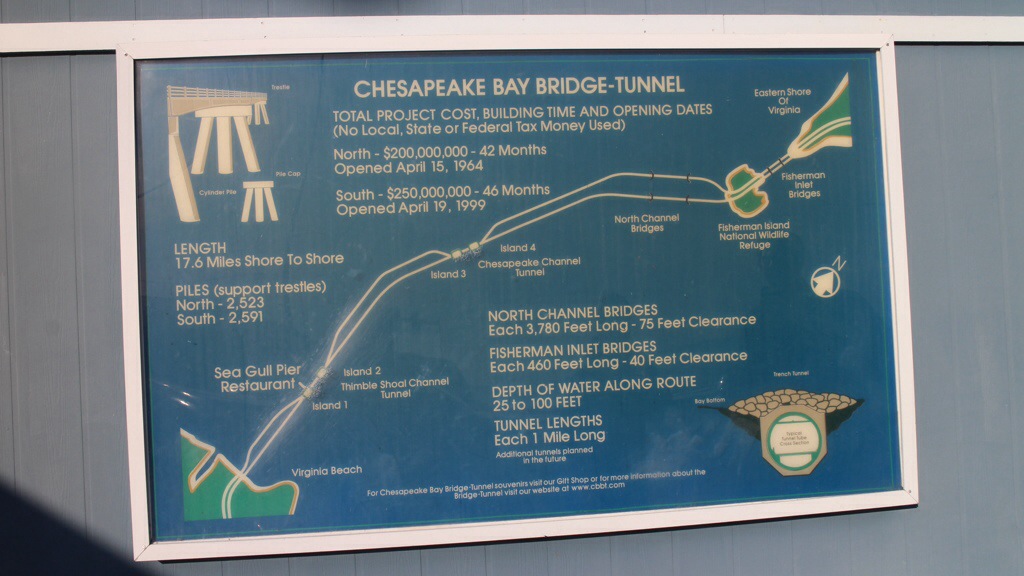 Trestle
CHESAPEAKE BAY BRIDGE-TUNNEL
TOTAL PROJECT COST, BUILDING TIME AND OPENING DATES
(No Local, State or Federal Tax Money Used)
North - $200,000,000 - 42 Months
Opened April 15, 1964
South - $250,000,000 - 46 Months
Opened April 19, 1999
Eastern Shore
Of
Virginia
Pile Cap
Cylinder Pile
Fisherman
Inlet
Bridges
North Channel
Bridges
Fisherman Island
National Wildlife
Refuge
LENGTH
17.6 Miles Shore To Shore
Island 4
Island 3
Chesapeake Channel
Tunnel
N
PILES (support trestles)
North - 2,523
South - 2,591
NORTH CHANNEL BRIDGES
Each 3,780 Feet Long - 75 Feet Clearance
FISHERMAN INLET BRIDGES
Each 460 Feet Long - 40 Feet Clearance
Sea Gull Pier
Restaurant
Island 2
Thimble Shoal Channel
Tunnel
Island 1
DEPTH OF WATER ALONG ROUTE
25 to 100 FEET
TUNNEL LENGTHS
Each 1 Mile Long
Additional tunnels planned
in the future
Trench Tunnel
Bay Bottom
Tunnel Type
Cross Section
Virginia Beach
For Chesapeake Bay Bridge-Tunnel souvenirs visit our Gift Shop or for more information about the
Bridge-Tunnel visit our website at www.cbbt.com